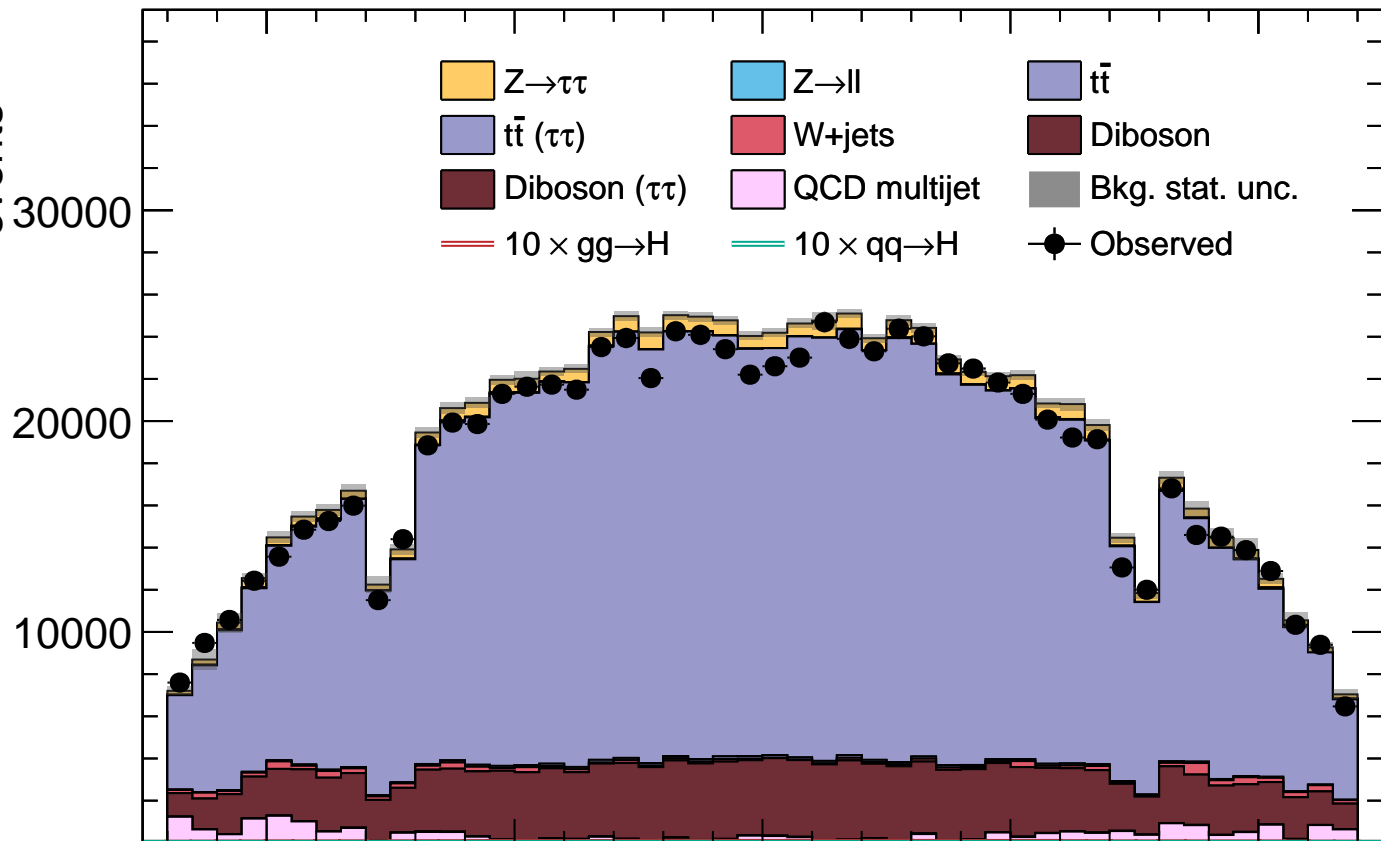 Z→ττ Z→ll tt̄
tt̄ (ττ) W+jets Diboson
Diboson (ττ) QCD multijet Bkg. stat. unc.
10 × gg→H 10 × qq→H Observed
30000
20000
10000